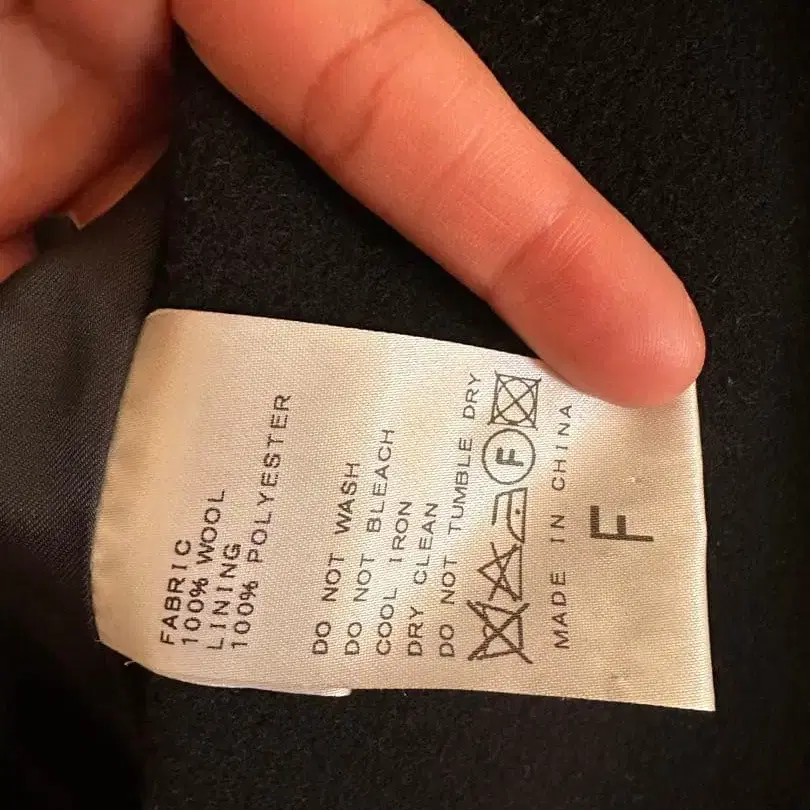 FABRIC
100% WOOL
LINING
100% POLYESTER
DO NOT WASH
DO NOT BLEACH
COOL IRON
DRY CLEAN
DO NOT TUMBLE DRY
F
MADE IN CHINA
F